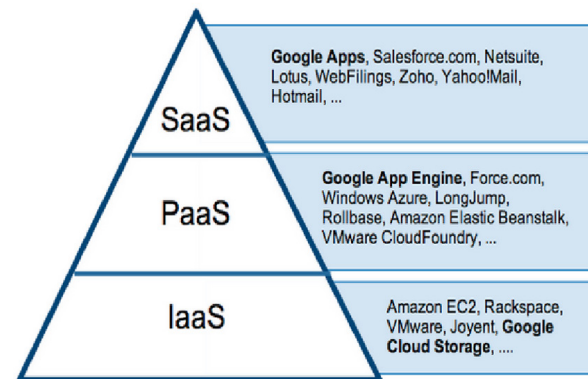 SaaS
Google Apps, Salesforce.com, Netsuite,
Lotus, WebFilings, Zoho, Yahoo!Mail,
Hotmail, ...
PaaS
Google App Engine, Force.com,
Windows Azure, LongJump,
Rollbase, Amazon Elastic Beanstalk,
VMware CloudFoundry, ...
IaaS
Amazon EC2, Rackspace,
VMware, Joyent, Google
Cloud Storage, ....